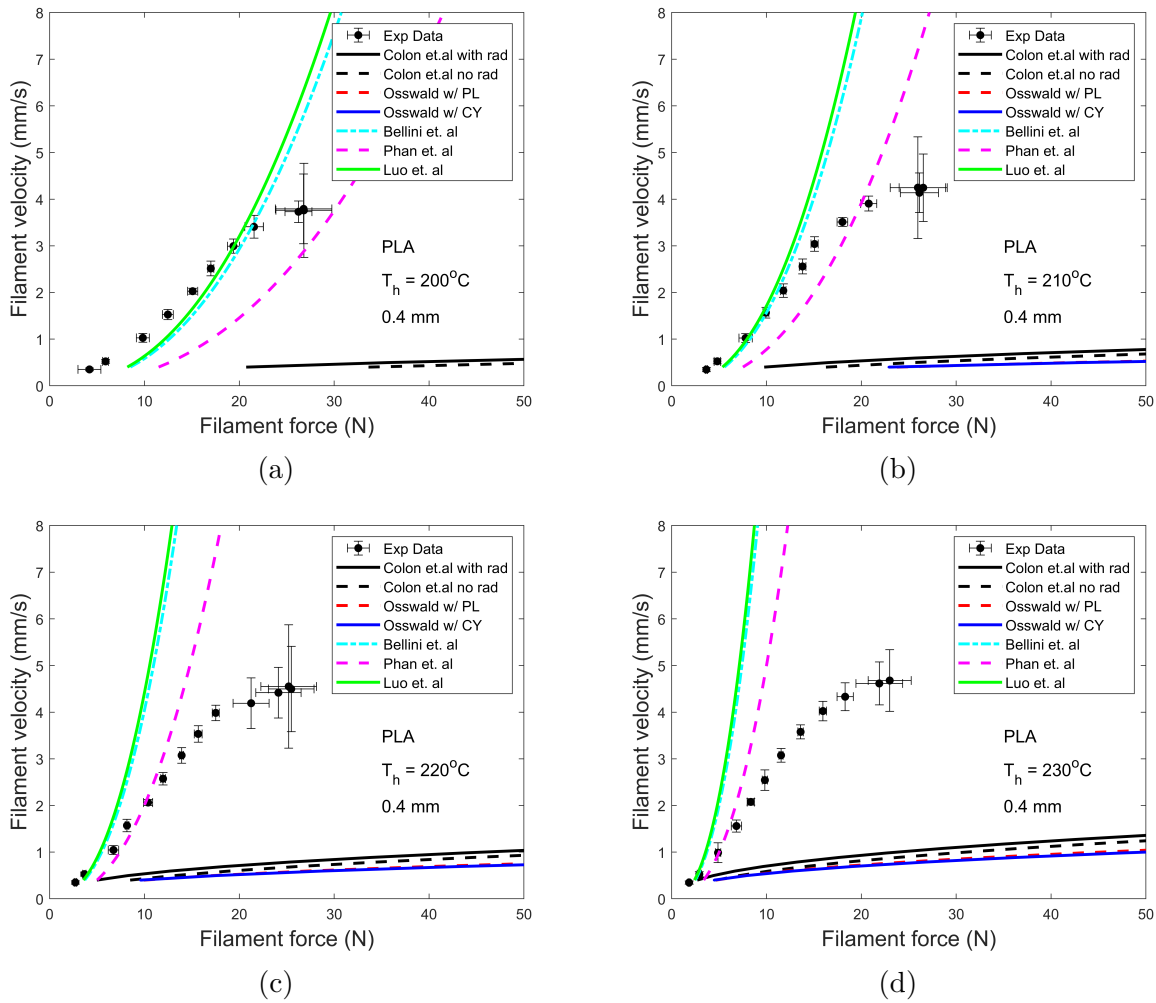 8
7
6
5
4
3
2
1
0
Filament velocity (mm/s)
Exp Data
Colon et.al with rad
Colon et.al no rad
Osswald w/ PL
Osswald w/ CY
Bellini et. al
Phan et. al
Luo et. al
PLA
T_h = 200°C
0.4 mm
0 10 20 30 40 50
Filament force (N)
(a)
8
7
6
5
4
3
2
1
0
Filament velocity (mm/s)
Exp Data
Colon et.al with rad
Colon et.al no rad
Osswald w/ PL
Osswald w/ CY
Bellini et. al
Phan et. al
Luo et. al
PLA
T_h = 210°C
0.4 mm
0 10 20 30 40 50
Filament force (N)
(b)
8
7
6
5
4
3
2
1
0
Filament velocity (mm/s)
Exp Data
Colon et.al with rad
Colon et.al no rad
Osswald w/ PL
Osswald w/ CY
Bellini et. al
Phan et. al
Luo et. al
PLA
T_h = 220°C
0.4 mm
0 10 20 30 40 50
Filament force (N)
(c)
8
7
6
5
4
3
2
1
0
Filament velocity (mm/s)
Exp Data
Colon et.al with rad
Colon et.al no rad
Osswald w/ PL
Osswald w/ CY
Bellini et. al
Phan et. al
Luo et. al
PLA
T_h = 230°C
0.4 mm
0 10 20 30 40 50
Filament force (N)
(d)